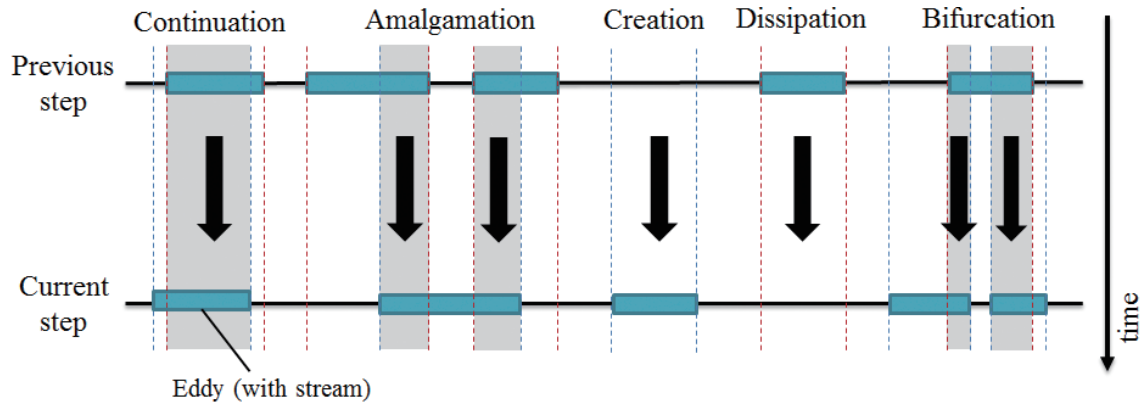 Continuation
Amalgamation
Creation
Dissipation
Bifurcation
Previous
step
Current
step
Eddy (with stream)
time